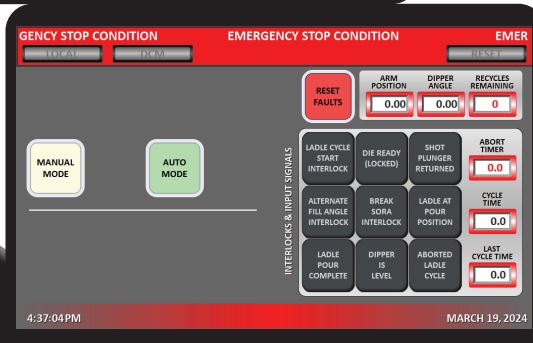 GENCY STOP CONDITION EMERGENCY STOP CONDITION EMER
LOCAL DCM RESET
RESET
FAULTS
ARM
POSITION
0.00
DIPPER
ANGLE
0.00
RECYCLES
REMAINING
0
MANUAL
MODE
AUTO
MODE
INTERLOCKS & INPUT SIGNALS
LADLE CYCLE
START
INTERLOCK
DIE READY
(LOCKED)
SHOT
PLUNGER
RETURNED
ABORT
TIMER
0.0
ALTERNATE
FILL ANGLE
INTERLOCK
BREAK
SORA
INTERLOCK
LADLE AT
POUR
POSITION
CYCLE
TIME
0.0
LADLE
POUR
COMPLETE
DIPPER
IS
LEVEL
ABORTED
LADLE
CYCLE
LAST
CYCLE TIME
0.0
4:37:04 PM MARCH 19, 2024